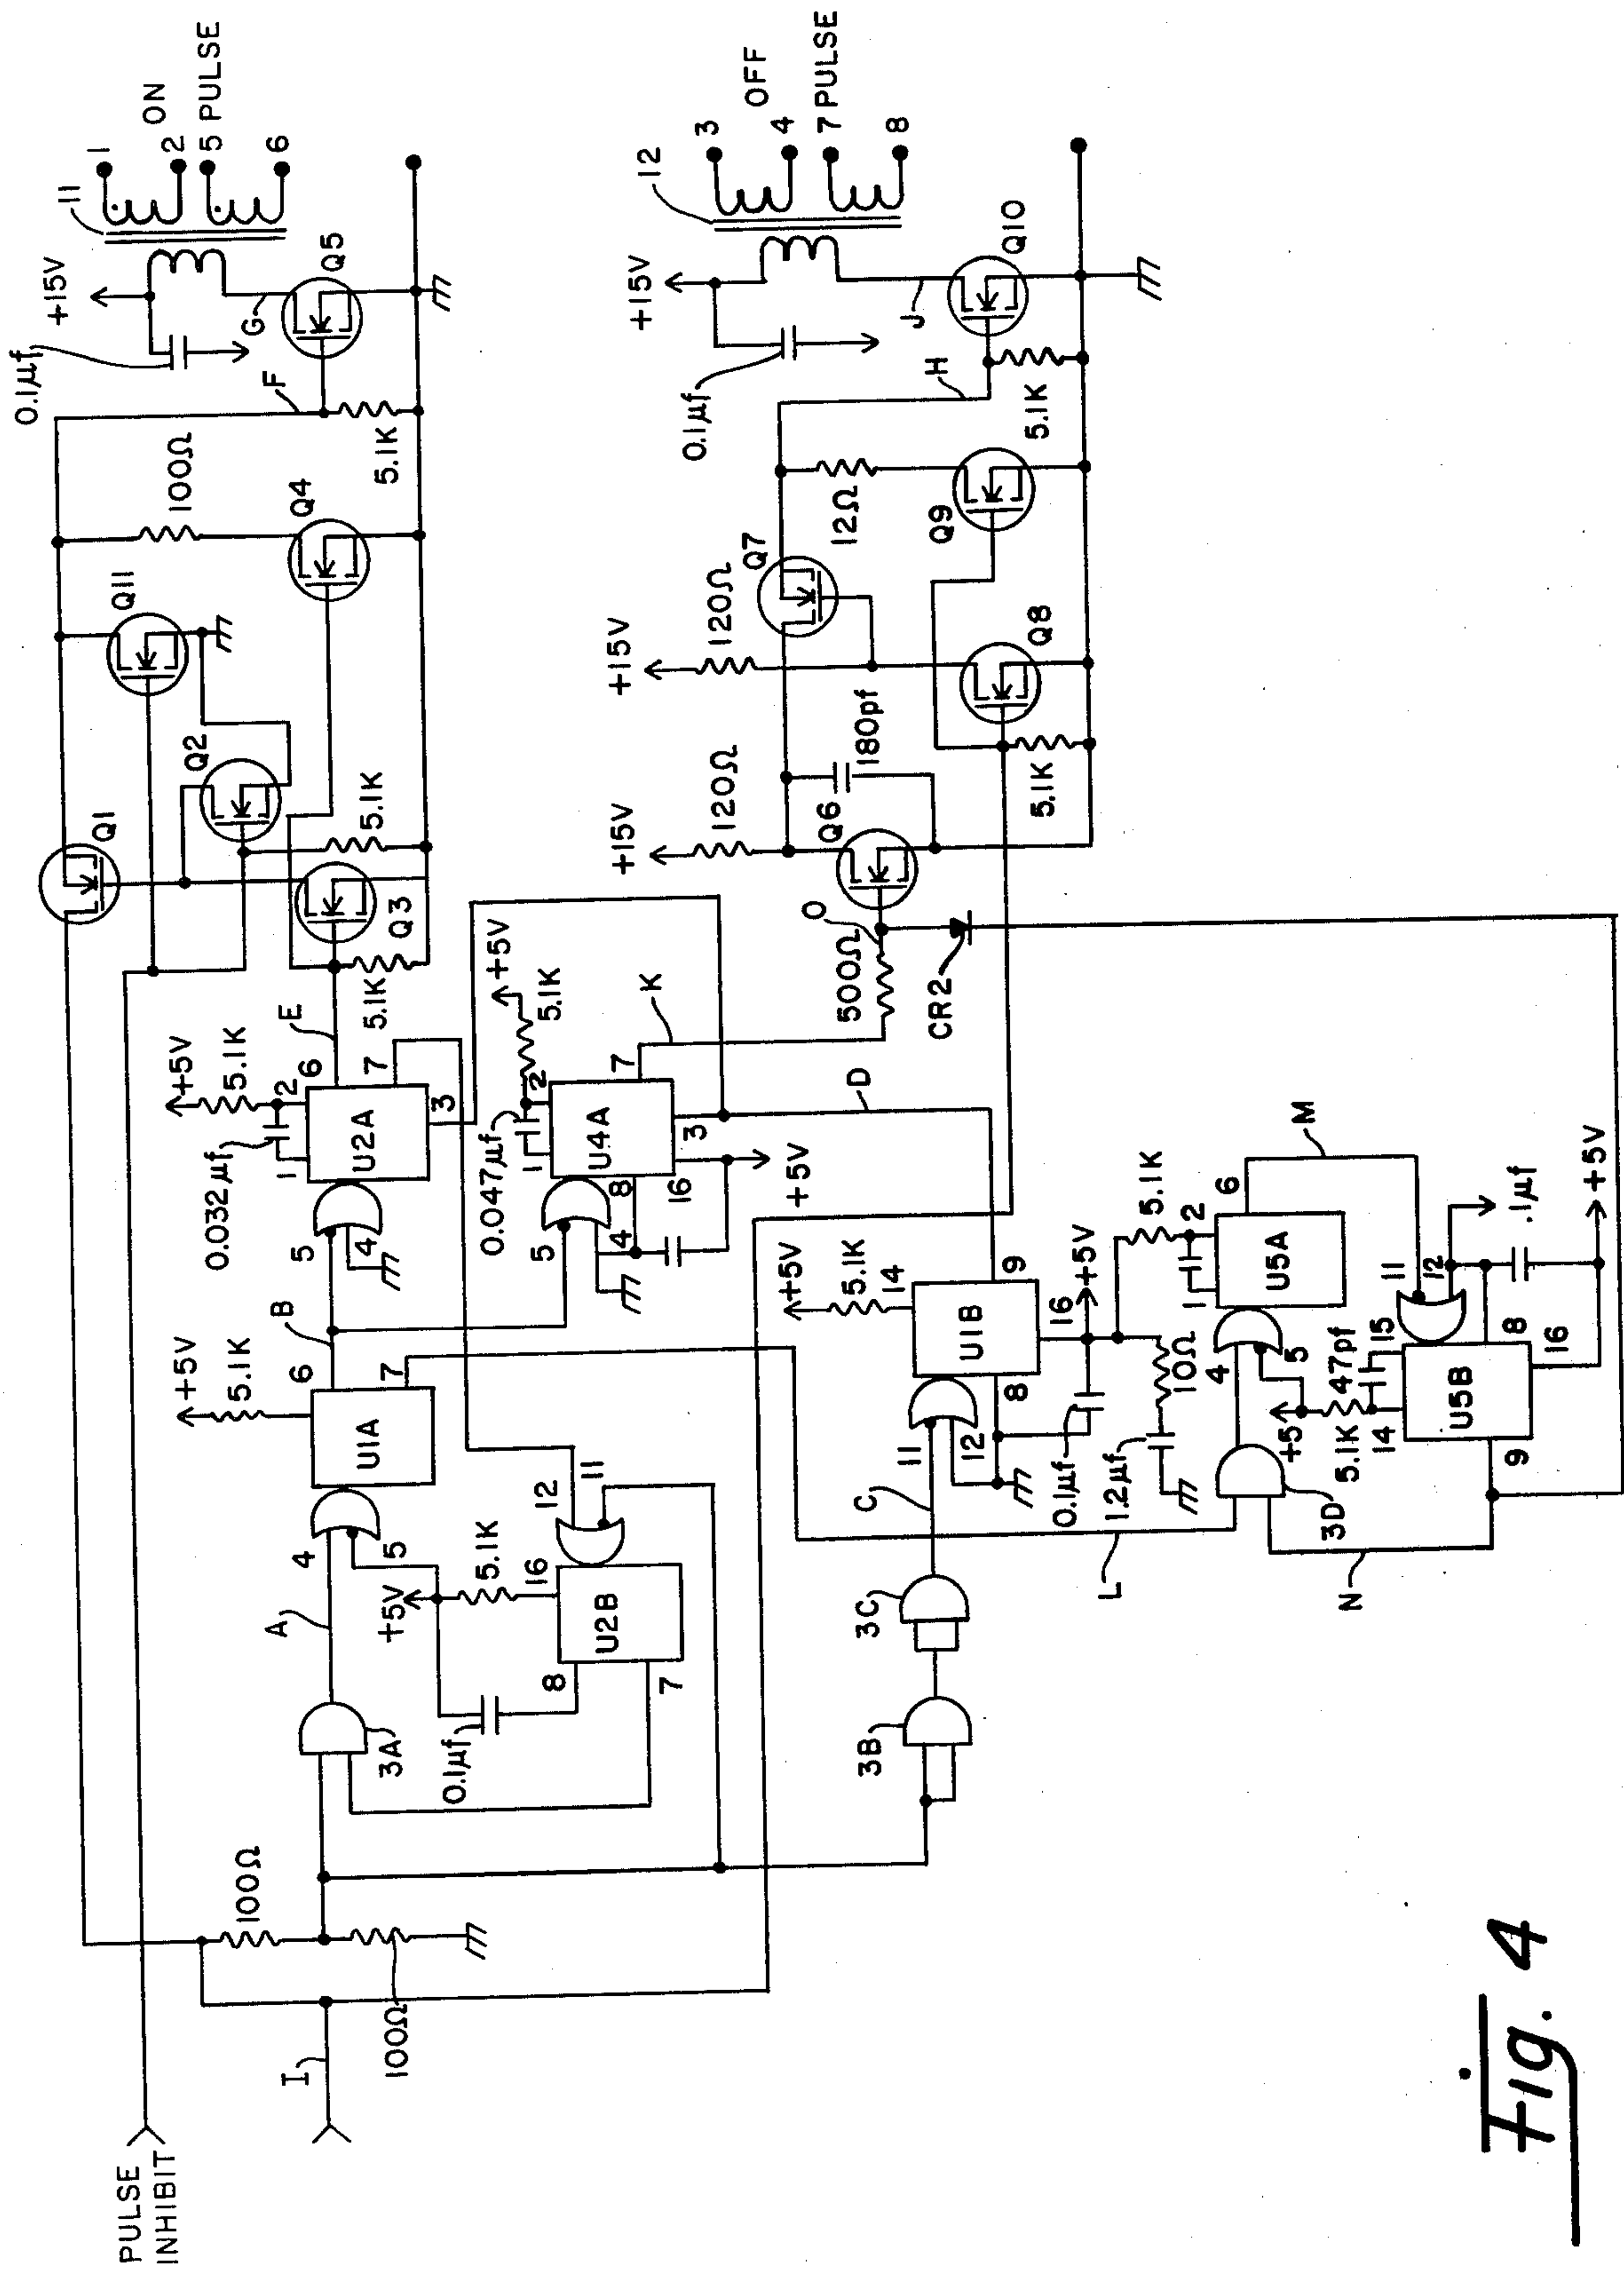 PULSE
INHIBIT
I
100Ω
100Ω
A
3A
4
5
+5V
5.1K
0.1µf
U2B
16
8
7
12
11
U1A
+5V
5.1K
6
7
B
5
4
0.032µf
U2A
1
2
+5V
5.1K
6
7
3
E
5.1K
Q3
5.1K
Q1
Q2
Q11
Q4
100Ω
5.1K
F
0.1µf
+15V
G
Q5
11
1
2
ON
5
PULSE
6
5
4
0.047µf
U4A
1
2
+5V
5.1K
7
8
16
3
+5V
K
D
500Ω
O
CR2
+15V
120Ω
Q6
180pf
+15V
120Ω
Q7
Q8
5.1K
12Ω
Q9
0.1µf
+15V
H
J
5.1K
Q10
12
3
4
OFF
7
PULSE
8
3B
3C
C
11
12
U1B
+5V
5.1K
14
9
8
16
+5V
0.1µf
1.2µf
10Ω
L
N
3D
4
5
+5
5.1K
47pf
U5A
1
2
5.1K
6
M
U5B
14
15
9
8
16
11
12
.1µf
+5V
Fig. 4